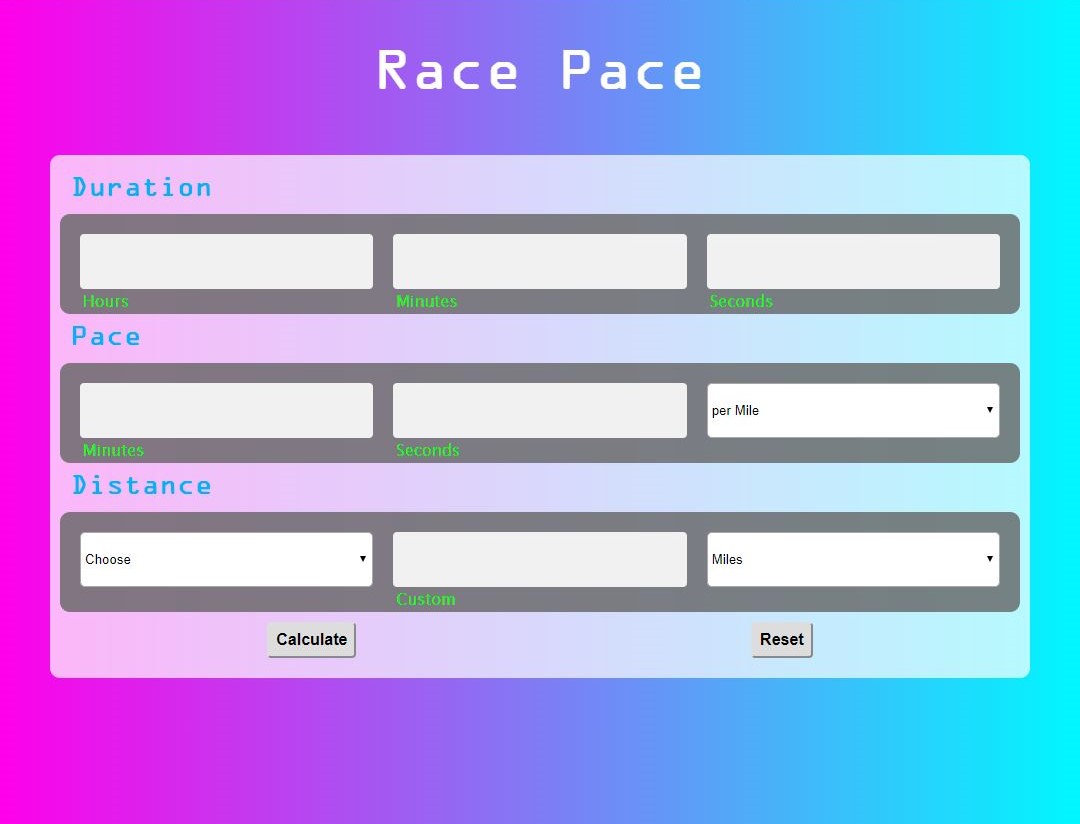 Race Pace
Duration
Hours Minutes Seconds
Pace
per Mile
Minutes Seconds
Distance
Choose Miles
Custom
Calculate Reset